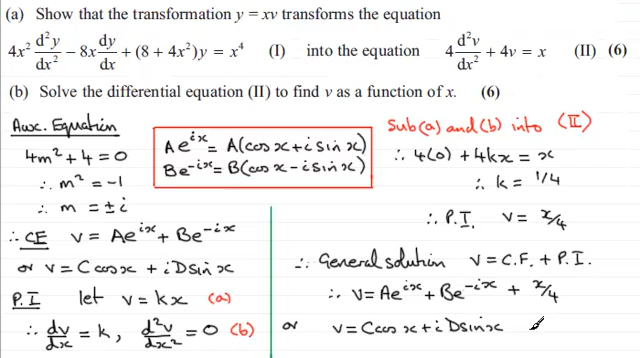 (a) Show that the transformation y = xv transforms the equation
4x² d²y/dx² − 8x dy/dx + (8 + 4x²)y = x⁴ (I) into the equation 4 d²v/dx² + 4v = x (II) (6)
(b) Solve the differential equation (II) to find v as a function of x. (6)
Aux. Equation
4m² + 4 = 0
∴ m² = −1
∴ m = ± i
∴ CE v = Ae^ix + Be^−ix
or v = C cos x + i D sin x
P.I let v = kx (a)
∴ dv/dx = k, d²v/dx² = 0 (b)
Ae^ix = A(cos x + i sin x)
Be^−ix = B(cos x − i sin x)
Sub (a) and (b) into (II)
∴ 4(0) + 4kx = x
∴ k = 1/4
∴ P.I. v = x/4
∴ General solution v = C.F. + P.I.
∴ v = Ae^ix + Be^−ix + x/4
or v = C cos x + i D sin x